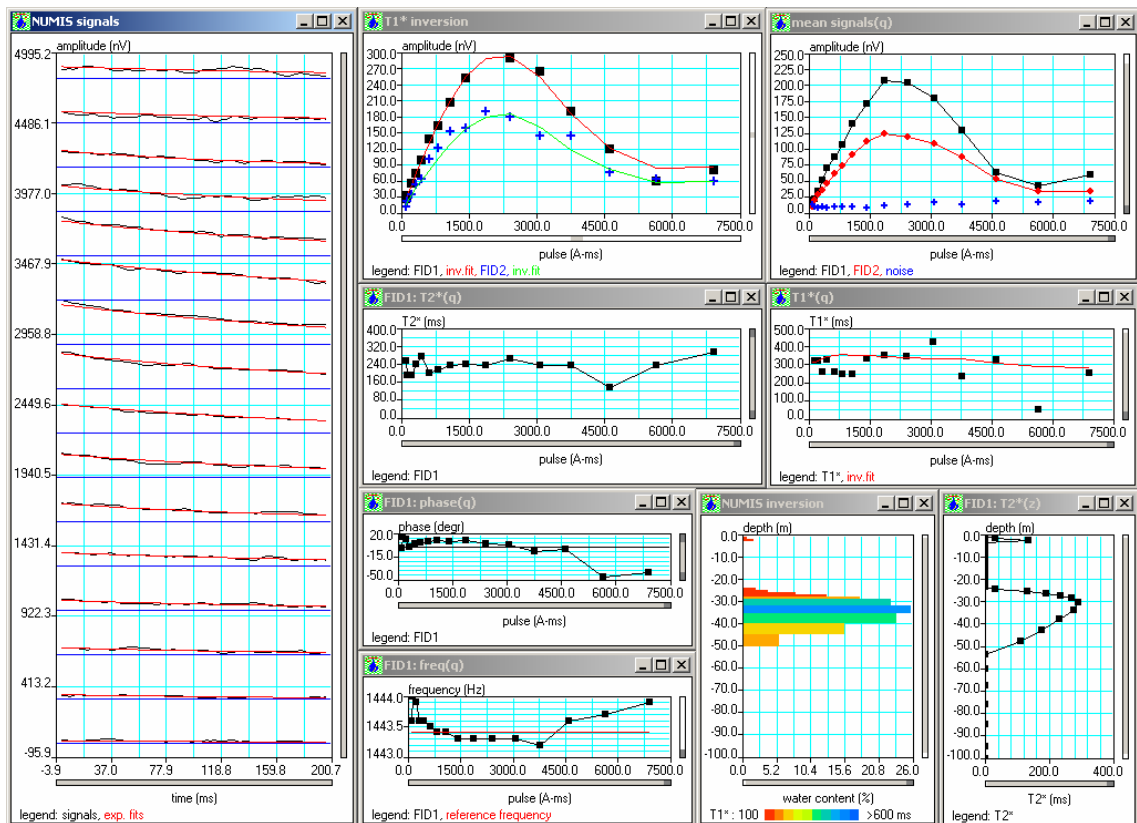 NUMIS signals
amplitude (nV)
4995.2
4486.1
3977.0
3467.9
2958.8
2449.6
1940.5
1431.4
922.3
413.2
-95.9
-3.9 37.0 77.9 118.8 159.8 200.7
time (ms)
legend: signals, exp. fits
T1* inversion
amplitude (nV)
300.0
270.0
240.0
210.0
180.0
150.0
120.0
90.0
60.0
30.0
0.0
0.0 1500.0 3000.0 4500.0 6000.0 7500.0
pulse (A-ms)
legend: FID1, inv.fit, FID2, inv.fit
mean signals(q)
amplitude (nV)
250.0
225.0
200.0
175.0
150.0
125.0
100.0
75.0
50.0
25.0
0.0
0.0 1500.0 3000.0 4500.0 6000.0 7500.0
pulse (A-ms)
legend: FID1, FID2, noise
FID1: T2*(q)
T2* (ms)
400.0
320.0
240.0
160.0
80.0
0.0
0.0 1500.0 3000.0 4500.0 6000.0 7500.0
pulse (A-ms)
legend: FID1
T1*(q)
T1* (ms)
500.0
400.0
300.0
200.0
100.0
0.0
0.0 1500.0 3000.0 4500.0 6000.0 7500.0
pulse (A-ms)
legend: T1*, inv.fit
FID1: phase(q)
phase (degr)
20.0
-15.0
-50.0
0.0 1500.0 3000.0 4500.0 6000.0 7500.0
pulse (A-ms)
legend: FID1
FID1: freq(q)
frequency (Hz)
1444.0
1443.5
1443.0
0.0 1500.0 3000.0 4500.0 6000.0 7500.0
pulse (A-ms)
legend: FID1, reference frequency
NUMIS inversion
depth (m)
0.0
-10.0
-20.0
-30.0
-40.0
-50.0
-60.0
-70.0
-80.0
-90.0
-100.0
0.0 5.2 10.4 15.6 20.8 26.0
water content (%)
T1* : 100 >600 ms
FID1: T2*(z)
depth (m)
0.0
-10.0
-20.0
-30.0
-40.0
-50.0
-60.0
-70.0
-80.0
-90.0
-100.0
0.0 400.0
T2* (ms)
legend: T2*